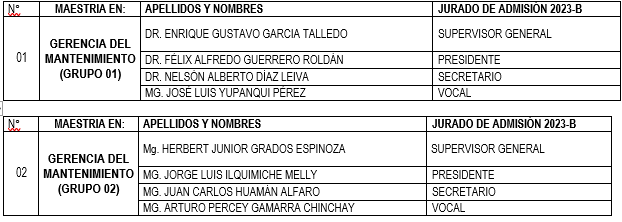 N° MAESTRIA EN: APELLIDOS Y NOMBRES JURADO DE ADMISIÓN 2023-B
01 GERENCIA DEL MANTENIMIENTO (GRUPO 01) DR. ENRIQUE GUSTAVO GARCIA TALLEDO SUPERVISOR GENERAL
DR. FÉLIX ALFREDO GUERRERO ROLDÁN PRESIDENTE
DR. NELSÓN ALBERTO DÍAZ LEIVA SECRETARIO
MG. JOSÉ LUIS YUPANQUI PÉREZ VOCAL
N° MAESTRIA EN: APELLIDOS Y NOMBRES JURADO DE ADMISIÓN 2023-B
02 GERENCIA DEL MANTENIMIENTO (GRUPO 02) Mg. HERBERT JUNIOR GRADOS ESPINOZA SUPERVISOR GENERAL
MG. JORGE LUIS ILQUIMICHE MELLY PRESIDENTE
MG. JUAN CARLOS HUAMÁN ALFARO SECRETARIO
MG. ARTURO PERCEY GAMARRA CHINCHAY VOCAL